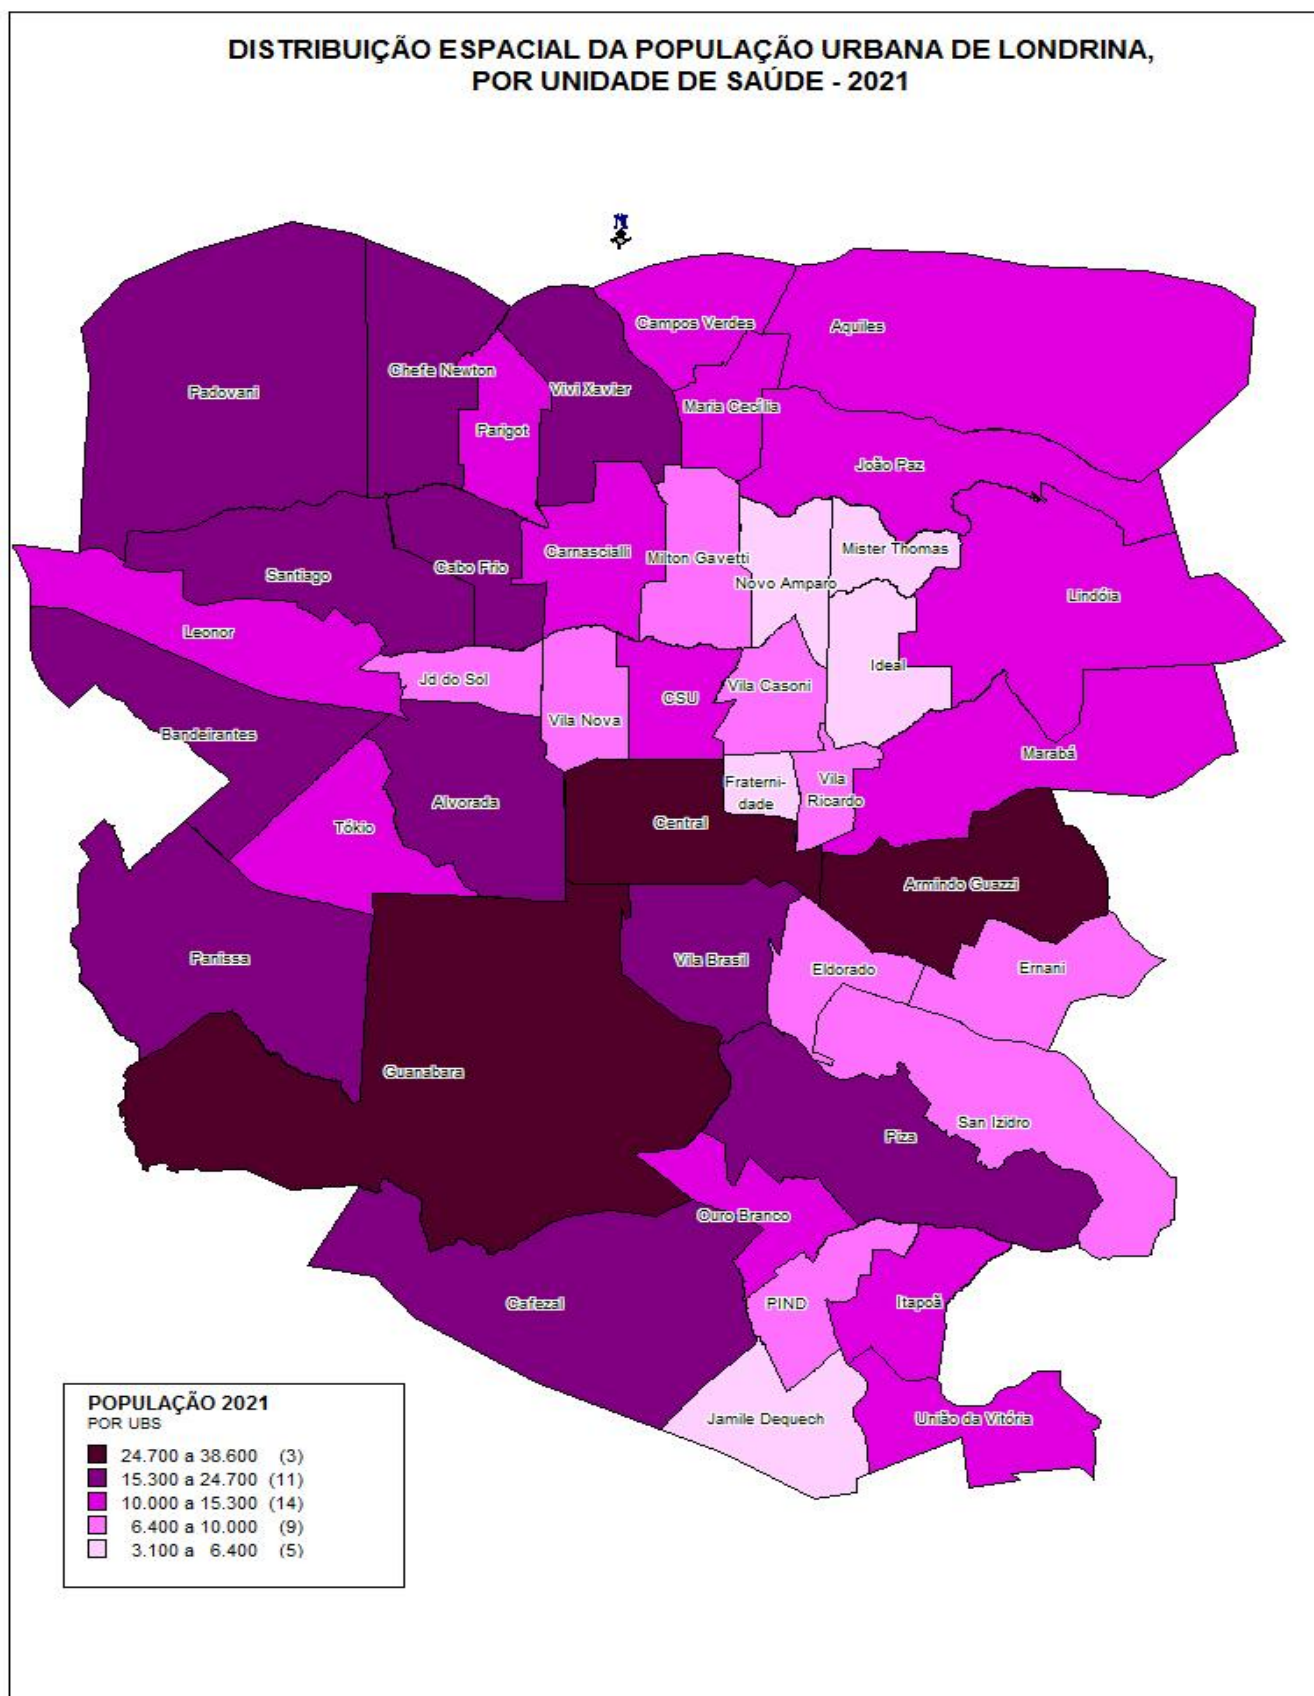 DISTRIBUIÇÃO ESPACIAL DA POPULAÇÃO URBANA DE LONDRINA,
POR UNIDADE DE SAÚDE - 2021
N
Campos Verdes
Aquiles
Chefe Newton
Padovani
Vivi Xavier
Maria Cecília
Parigot
João Paz
Carnascialli
Milton Gavetti
Mister Thomas
Santiago
Cabo Frio
Novo Amparo
Lindóia
Leonor
Ideal
Jd do Sol
Vila Casoni
CSU
Vila Nova
Bandeirantes
Marabá
Fraterni-
dade
Vila
Ricardo
Alvorada
Central
Tókio
Armindo Guazzi
Panissa
Vila Brasil
Eldorado
Ernani
Guanabara
San Izidro
Piza
Ouro Branco
Cafezal
PIND
Itapoã
Jamile Dequech
União da Vitória
POPULAÇÃO 2021
POR UBS
24.700 a 38.600 (3)
15.300 a 24.700 (11)
10.000 a 15.300 (14)
6.400 a 10.000 (9)
3.100 a 6.400 (5)